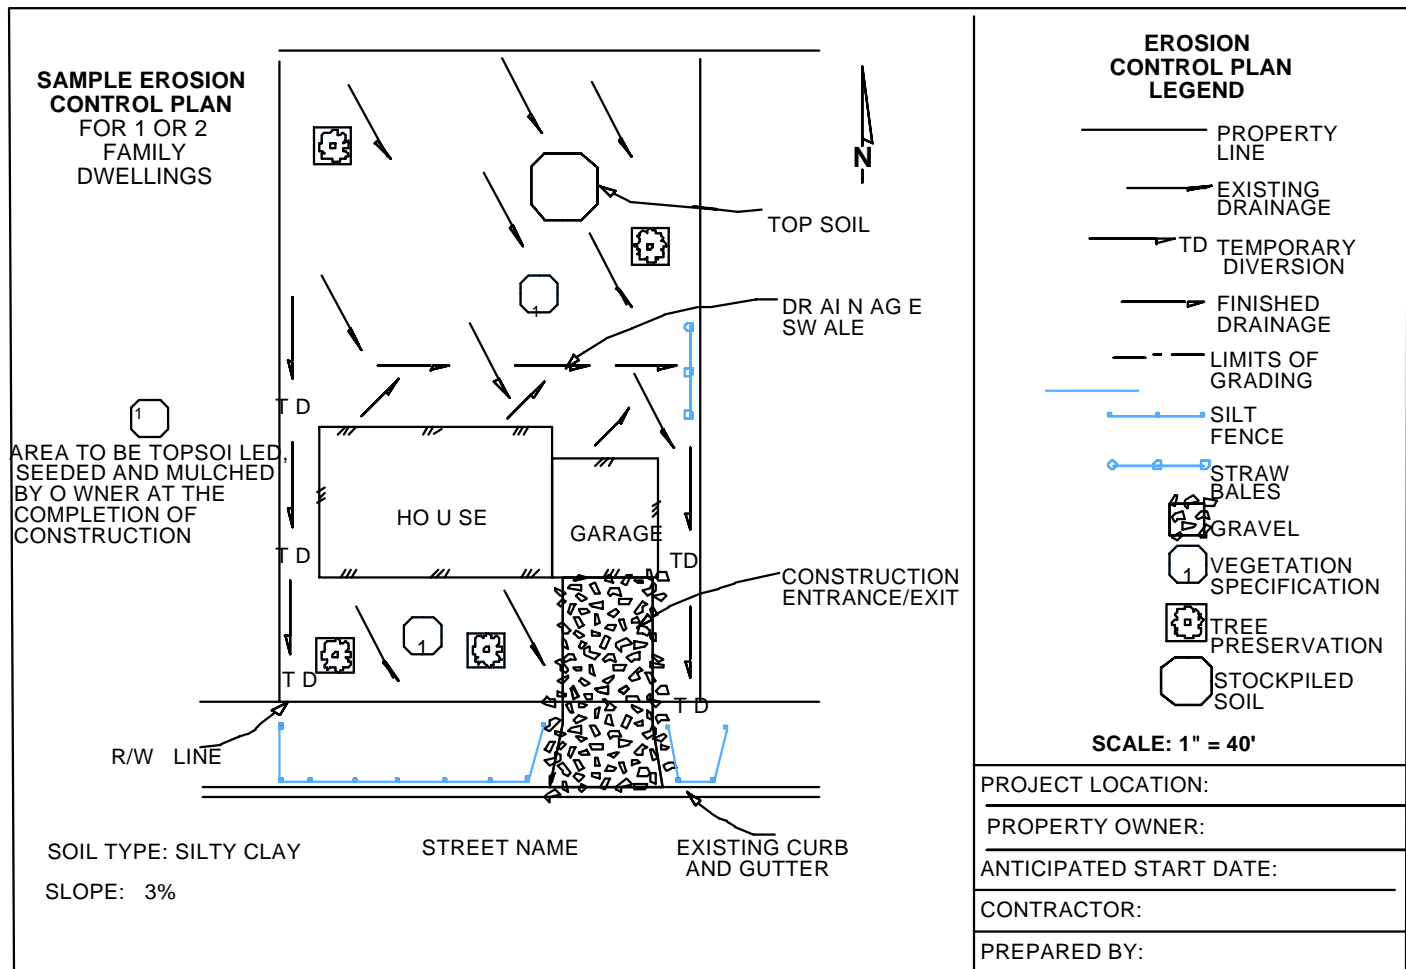 SAMPLE EROSION
CONTROL PLAN
FOR 1 OR 2
FAMILY
DWELLINGS
N
TOP SOIL
1
DR AI N AG E
SW ALE
T D
1
AREA TO BE TOPSOI LED,
SEEDED AND MULCHED
BY O WNER AT THE
COMPLETION OF
CONSTRUCTION
HO U SE
GARAGE
T D
TD
CONSTRUCTION
ENTRANCE/EXIT
1
T D
T D
R/W LINE
SOIL TYPE: SILTY CLAY
SLOPE: 3%
STREET NAME
EXISTING CURB
AND GUTTER
EROSION
CONTROL PLAN
LEGEND
PROPERTY
LINE
EXISTING
DRAINAGE
TD TEMPORARY
DIVERSION
FINISHED
DRAINAGE
LIMITS OF
GRADING
SILT
FENCE
STRAW
BALES
GRAVEL
1 VEGETATION
SPECIFICATION
TREE
PRESERVATION
STOCKPILED
SOIL
SCALE: 1" = 40'
PROJECT LOCATION:
PROPERTY OWNER:
ANTICIPATED START DATE:
CONTRACTOR:
PREPARED BY: